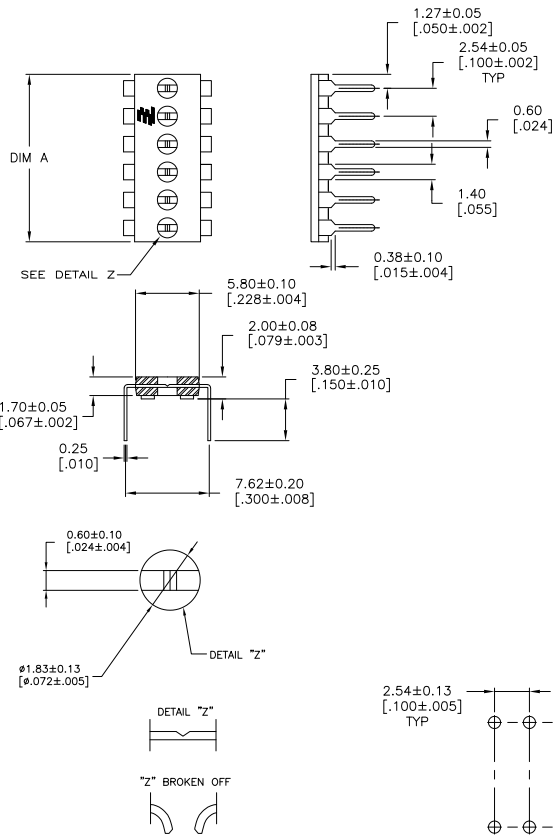 1.27±0.05
[.050±.002]
2.54±0.05
[.100±.002]
TYP
0.60
[.024]
DIM A
1.40
[.055]
SEE DETAIL Z
0.38±0.10
[.015±.004]
5.80±0.10
[.228±.004]
2.00±0.08
[.079±.003]
3.80±0.25
[.150±.010]
1.70±0.05
[.067±.002]
0.25
[.010]
7.62±0.20
[.300±.008]
0.60±0.10
[.024±.004]
DETAIL "Z"
ø1.83±0.13
[ø.072±.005]
DETAIL "Z"
2.54±0.13
[.100±.005]
TYP
"Z" BROKEN OFF